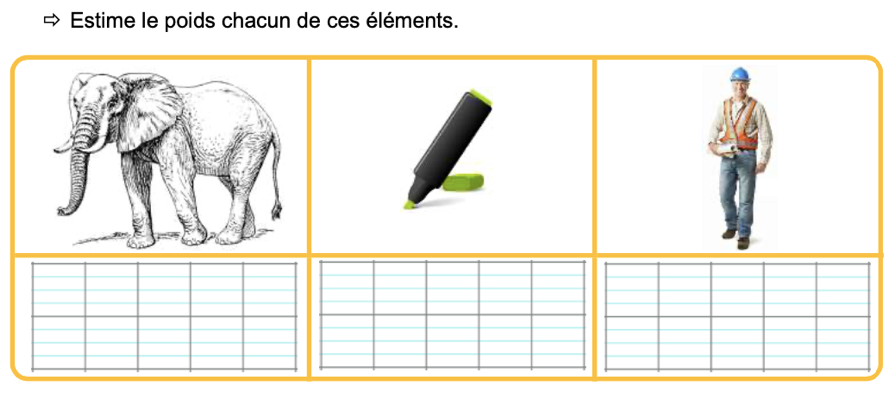 ⇨ Estime le poids chacun de ces éléments.